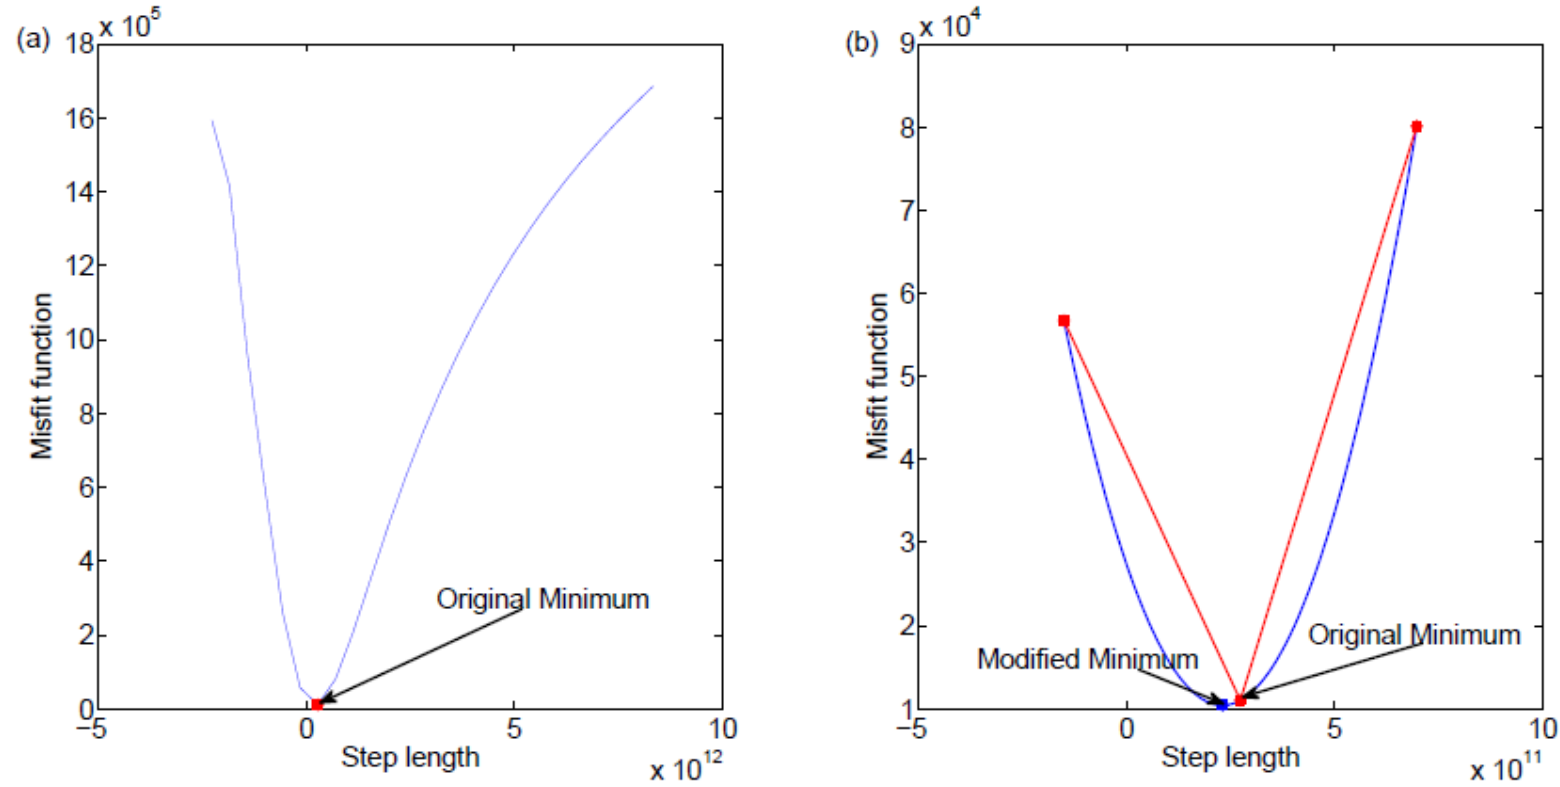 (a)
x 10^5
18
16
14
12
10
8
6
4
2
0
Misfit function
Original Minimum
−5
0
5
10
Step length
x 10^12
(b)
x 10^4
9
8
7
6
5
4
3
2
1
Misfit function
Modified Minimum
Original Minimum
−5
0
5
10
Step length
x 10^11